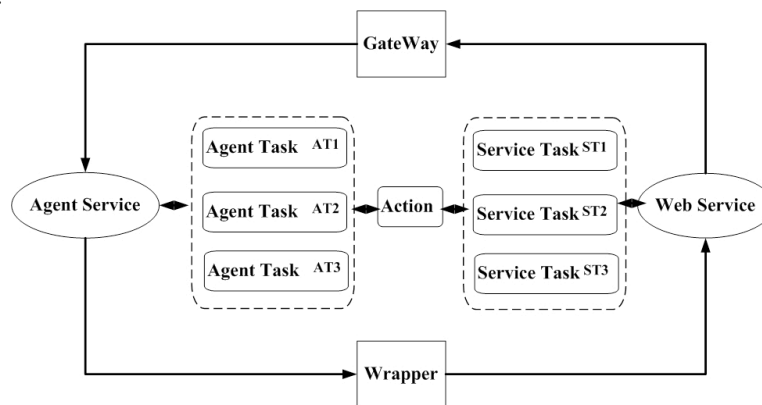 GateWay
Agent Task AT1
Service Task ST1
Agent Service
Agent Task AT2
Action
Service Task ST2
Web Service
Agent Task AT3
Service Task ST3
Wrapper